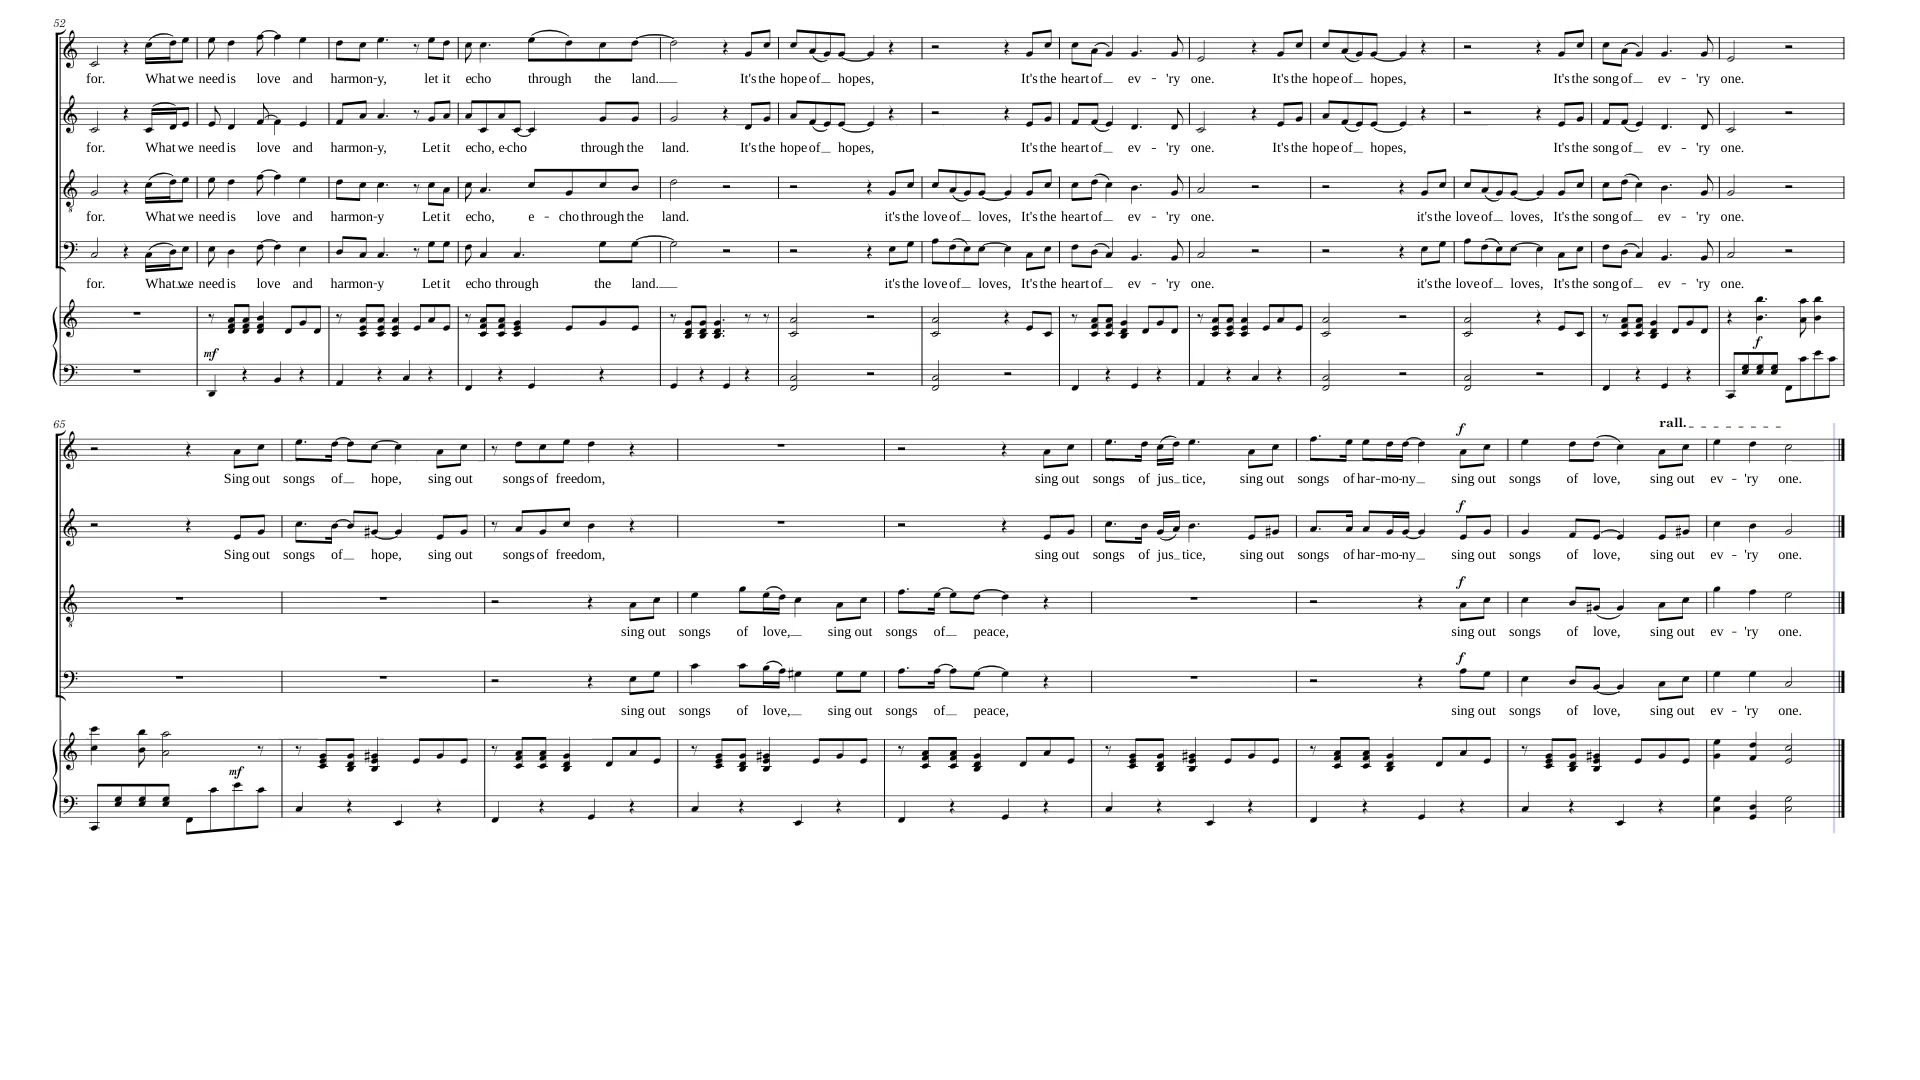 52
for. What we need is love and harmon-y, let it echo through the land. It's the hope of hopes, It's the heart of ev - 'ry one. It's the hope of hopes, It's the song of ev - 'ry one.
for. What we need is love and harmon-y, Let it echo, e-cho through the land. It's the hope of hopes, It's the heart of ev - 'ry one. It's the hope of hopes, It's the song of ev - 'ry one.
8
for. What we need is love and harmon-y Let it echo, e - cho through the land. it's the love of loves, It's the heart of ev - 'ry one. it's the love of loves, It's the song of ev - 'ry one.
for. What we need is love and harmon-y Let it echo through the land. it's the love of loves, It's the heart of ev - 'ry one. it's the love of loves, It's the song of ev - 'ry one.
mf f
65 rall.
f
Sing out songs of hope, sing out songs of freedom, sing out songs of jus tice, sing out songs of har-mo-ny sing out songs of love, sing out ev - 'ry one.
f
Sing out songs of hope, sing out songs of freedom, sing out songs of jus tice, sing out songs of har-mo-ny sing out songs of love, sing out ev - 'ry one.
f
8
sing out songs of love, sing out songs of peace, sing out songs of love, sing out ev - 'ry one.
f
sing out songs of love, sing out songs of peace, sing out songs of love, sing out ev - 'ry one.
mf